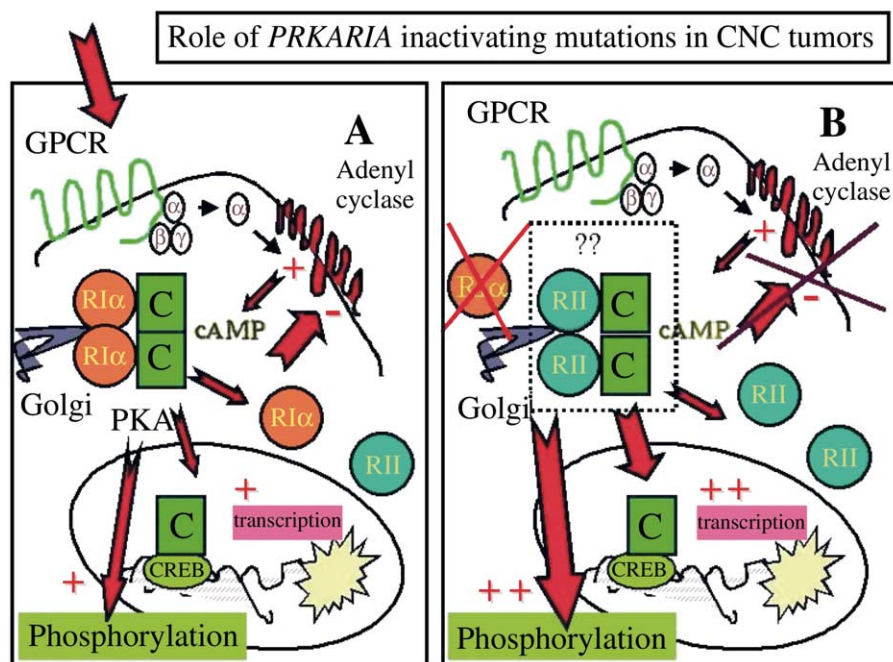 Role of PRKARIA inactivating mutations in CNC tumors
A
GPCR
Adenyl
cyclase
α
α
β γ
+
RIα
C
-
cAMP
RIα
C
Golgi
RIα
PKA
RII
+
C
transcription
CREB
+
Phosphorylation
B
GPCR
Adenyl
cyclase
α
α
β γ
??
+
RIα
RII
C
-
cAMP
RII
C
Golgi
RII
RII
++
C
transcription
CREB
++
Phosphorylation